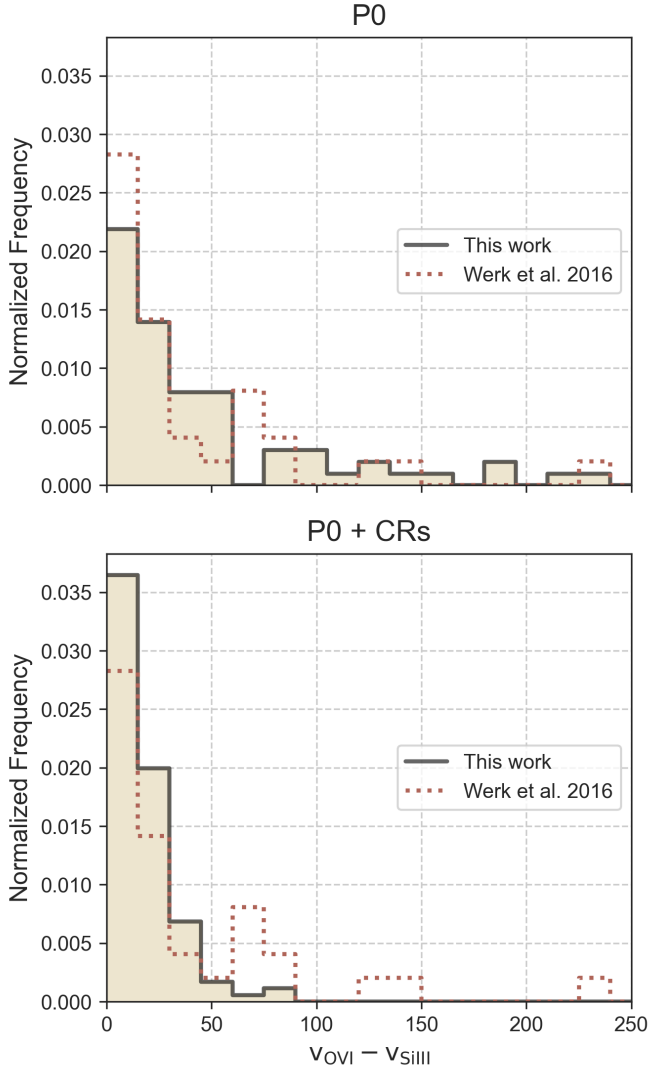 P0
Normalized Frequency
0.035
0.030
0.025
0.020
0.015
0.010
0.005
0.000
This work
Werk et al. 2016
P0 + CRs
Normalized Frequency
0.035
0.030
0.025
0.020
0.015
0.010
0.005
0.000
This work
Werk et al. 2016
0 50 100 150 200 250
vOVI − vSiIII